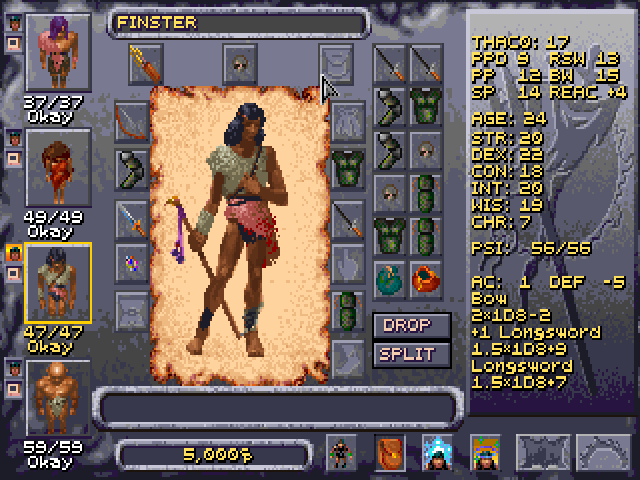 FINSTER
37/37
Okay
49/49
Okay
47/47
Okay
59/59
Okay
DROP
SPLIT
5,000
THAC0: 17
PPD 9 RSW 13
PP 12 BW 15
SP 14 REAC +4
AGE: 24
STR: 20
DEX: 22
CON: 18
INT: 20
WIS: 19
CHR: 7
PSI: 56/56
AC: 1 DEF -5
Bow
2×1D8-2
+1 Longsword
1.5×1D8+9
Longsword
1.5×1D8+7